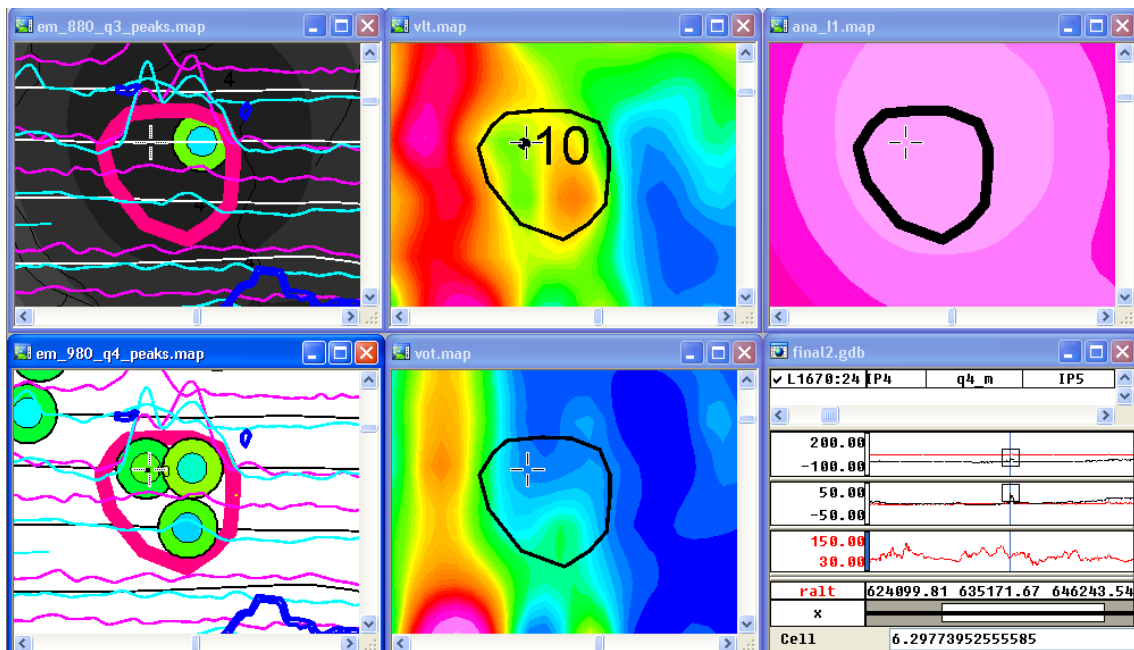 em_880_q3_peaks.map
4
4
vlt.map
10
ana_l1.map
em_980_q4_peaks.map
vot.map
final2.gdb
L1670:24 IP4 q4_m IP5
200.00
-100.00
50.00
-50.00
150.00
30.00
ralt 624099.81 635171.67 646243.54
x
Cell 6.29773952555585